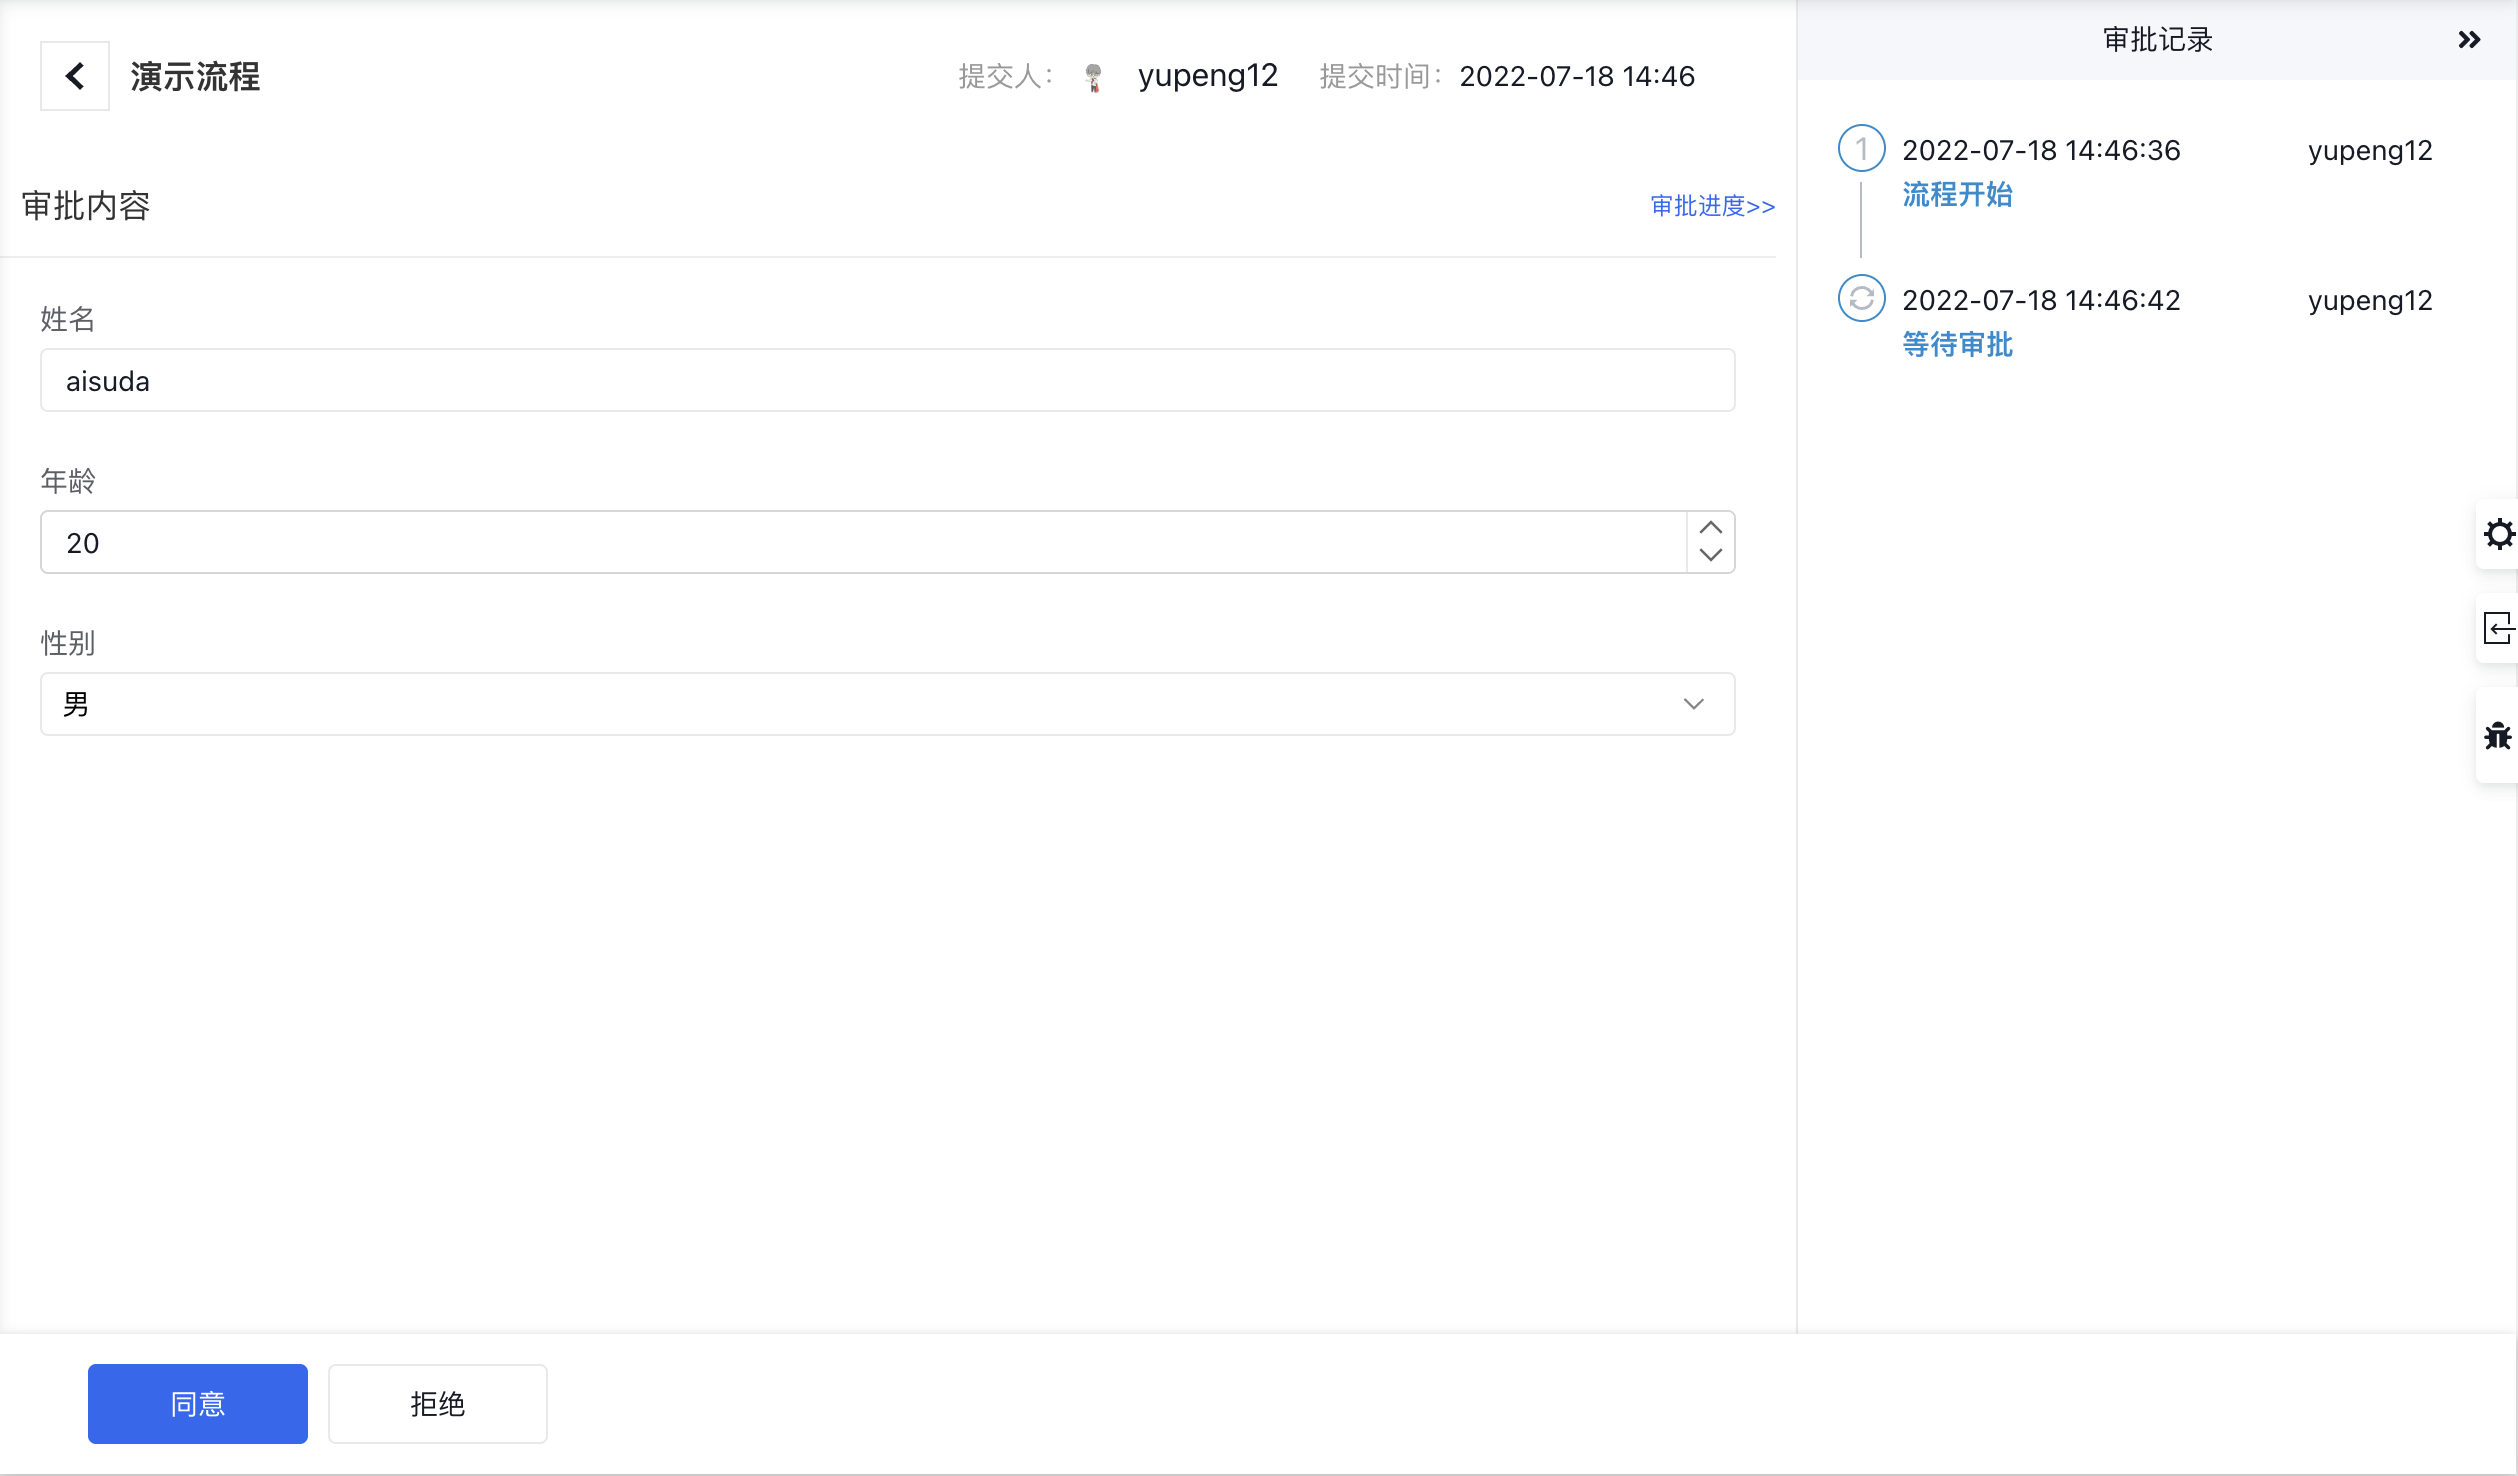 演示流程
提交人： yupeng12 提交时间： 2022-07-18 14:46
审批内容
审批进度>>
姓名
aisuda
年龄
20
性别
男
同意
拒绝
审批记录
1 2022-07-18 14:46:36 yupeng12
流程开始
2022-07-18 14:46:42 yupeng12
等待审批